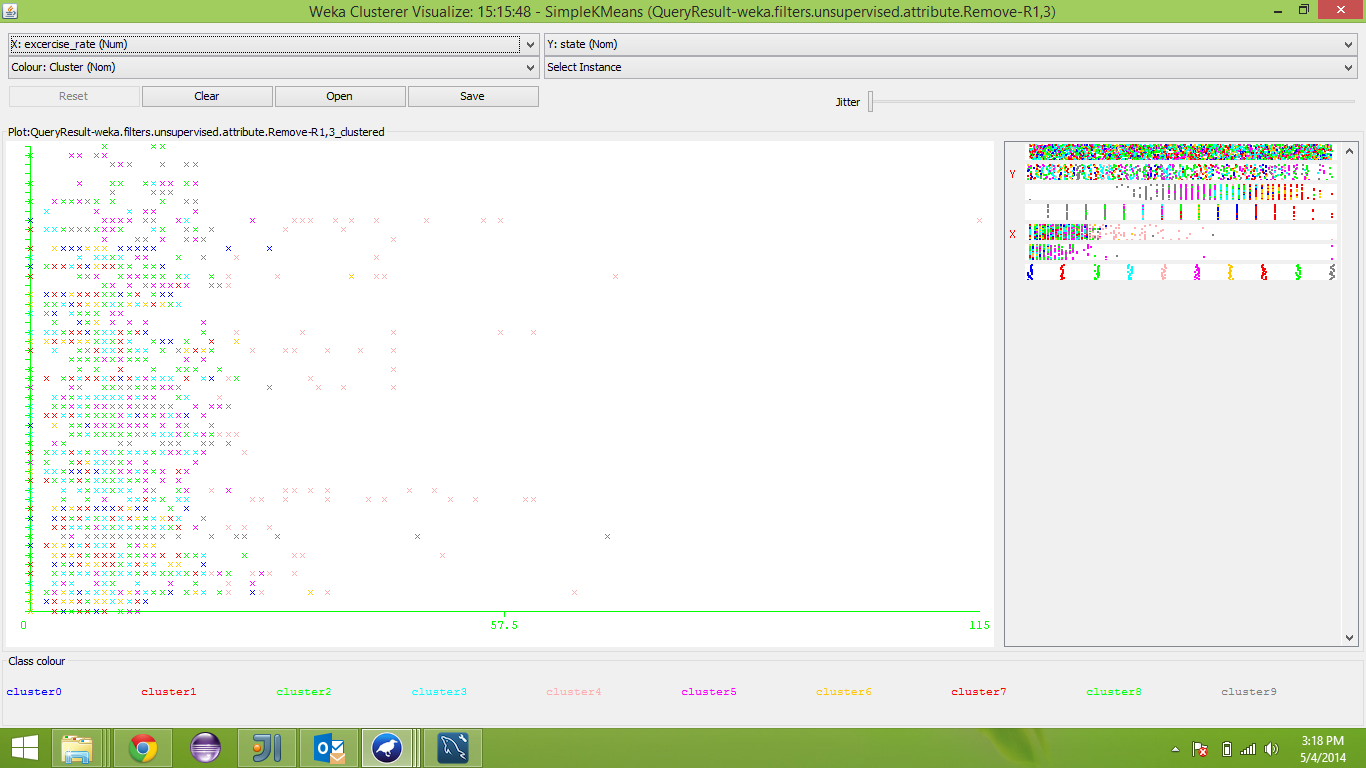 Weka Clusterer Visualize: 15:15:48 - SimpleKMeans (QueryResult-weka.filters.unsupervised.attribute.Remove-R1,3)
X: excercise_rate (Num)
Y: state (Nom)
Colour: Cluster (Nom)
Select Instance
Reset
Clear
Open
Save
Jitter
Plot:QueryResult-weka.filters.unsupervised.attribute.Remove-R1,3_clustered
Y
X
0
57.5
115
Class colour
cluster0
cluster1
cluster2
cluster3
cluster4
cluster5
cluster6
cluster7
cluster8
cluster9
3:18 PM
5/4/2014